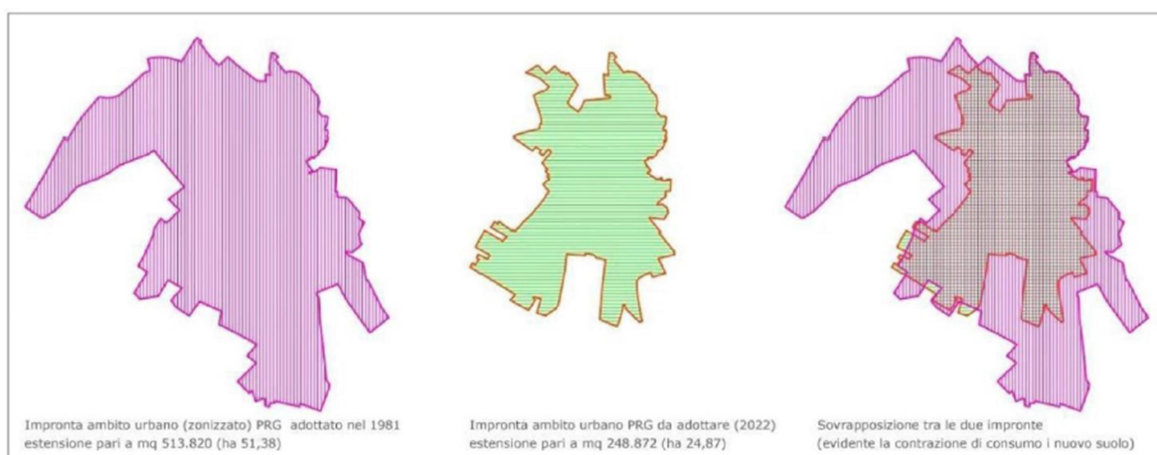 Impronta ambito urbano (zonizzato) PRG adottato nel 1981
estensione pari a mq 513.820 (ha 51,38)
Impronta ambito urbano PRG da adottare (2022)
estensione pari a mq 248.872 (ha 24,87)
Sovrapposizione tra le due impronte
(evidente la contrazione di consumo i nuovo suolo)